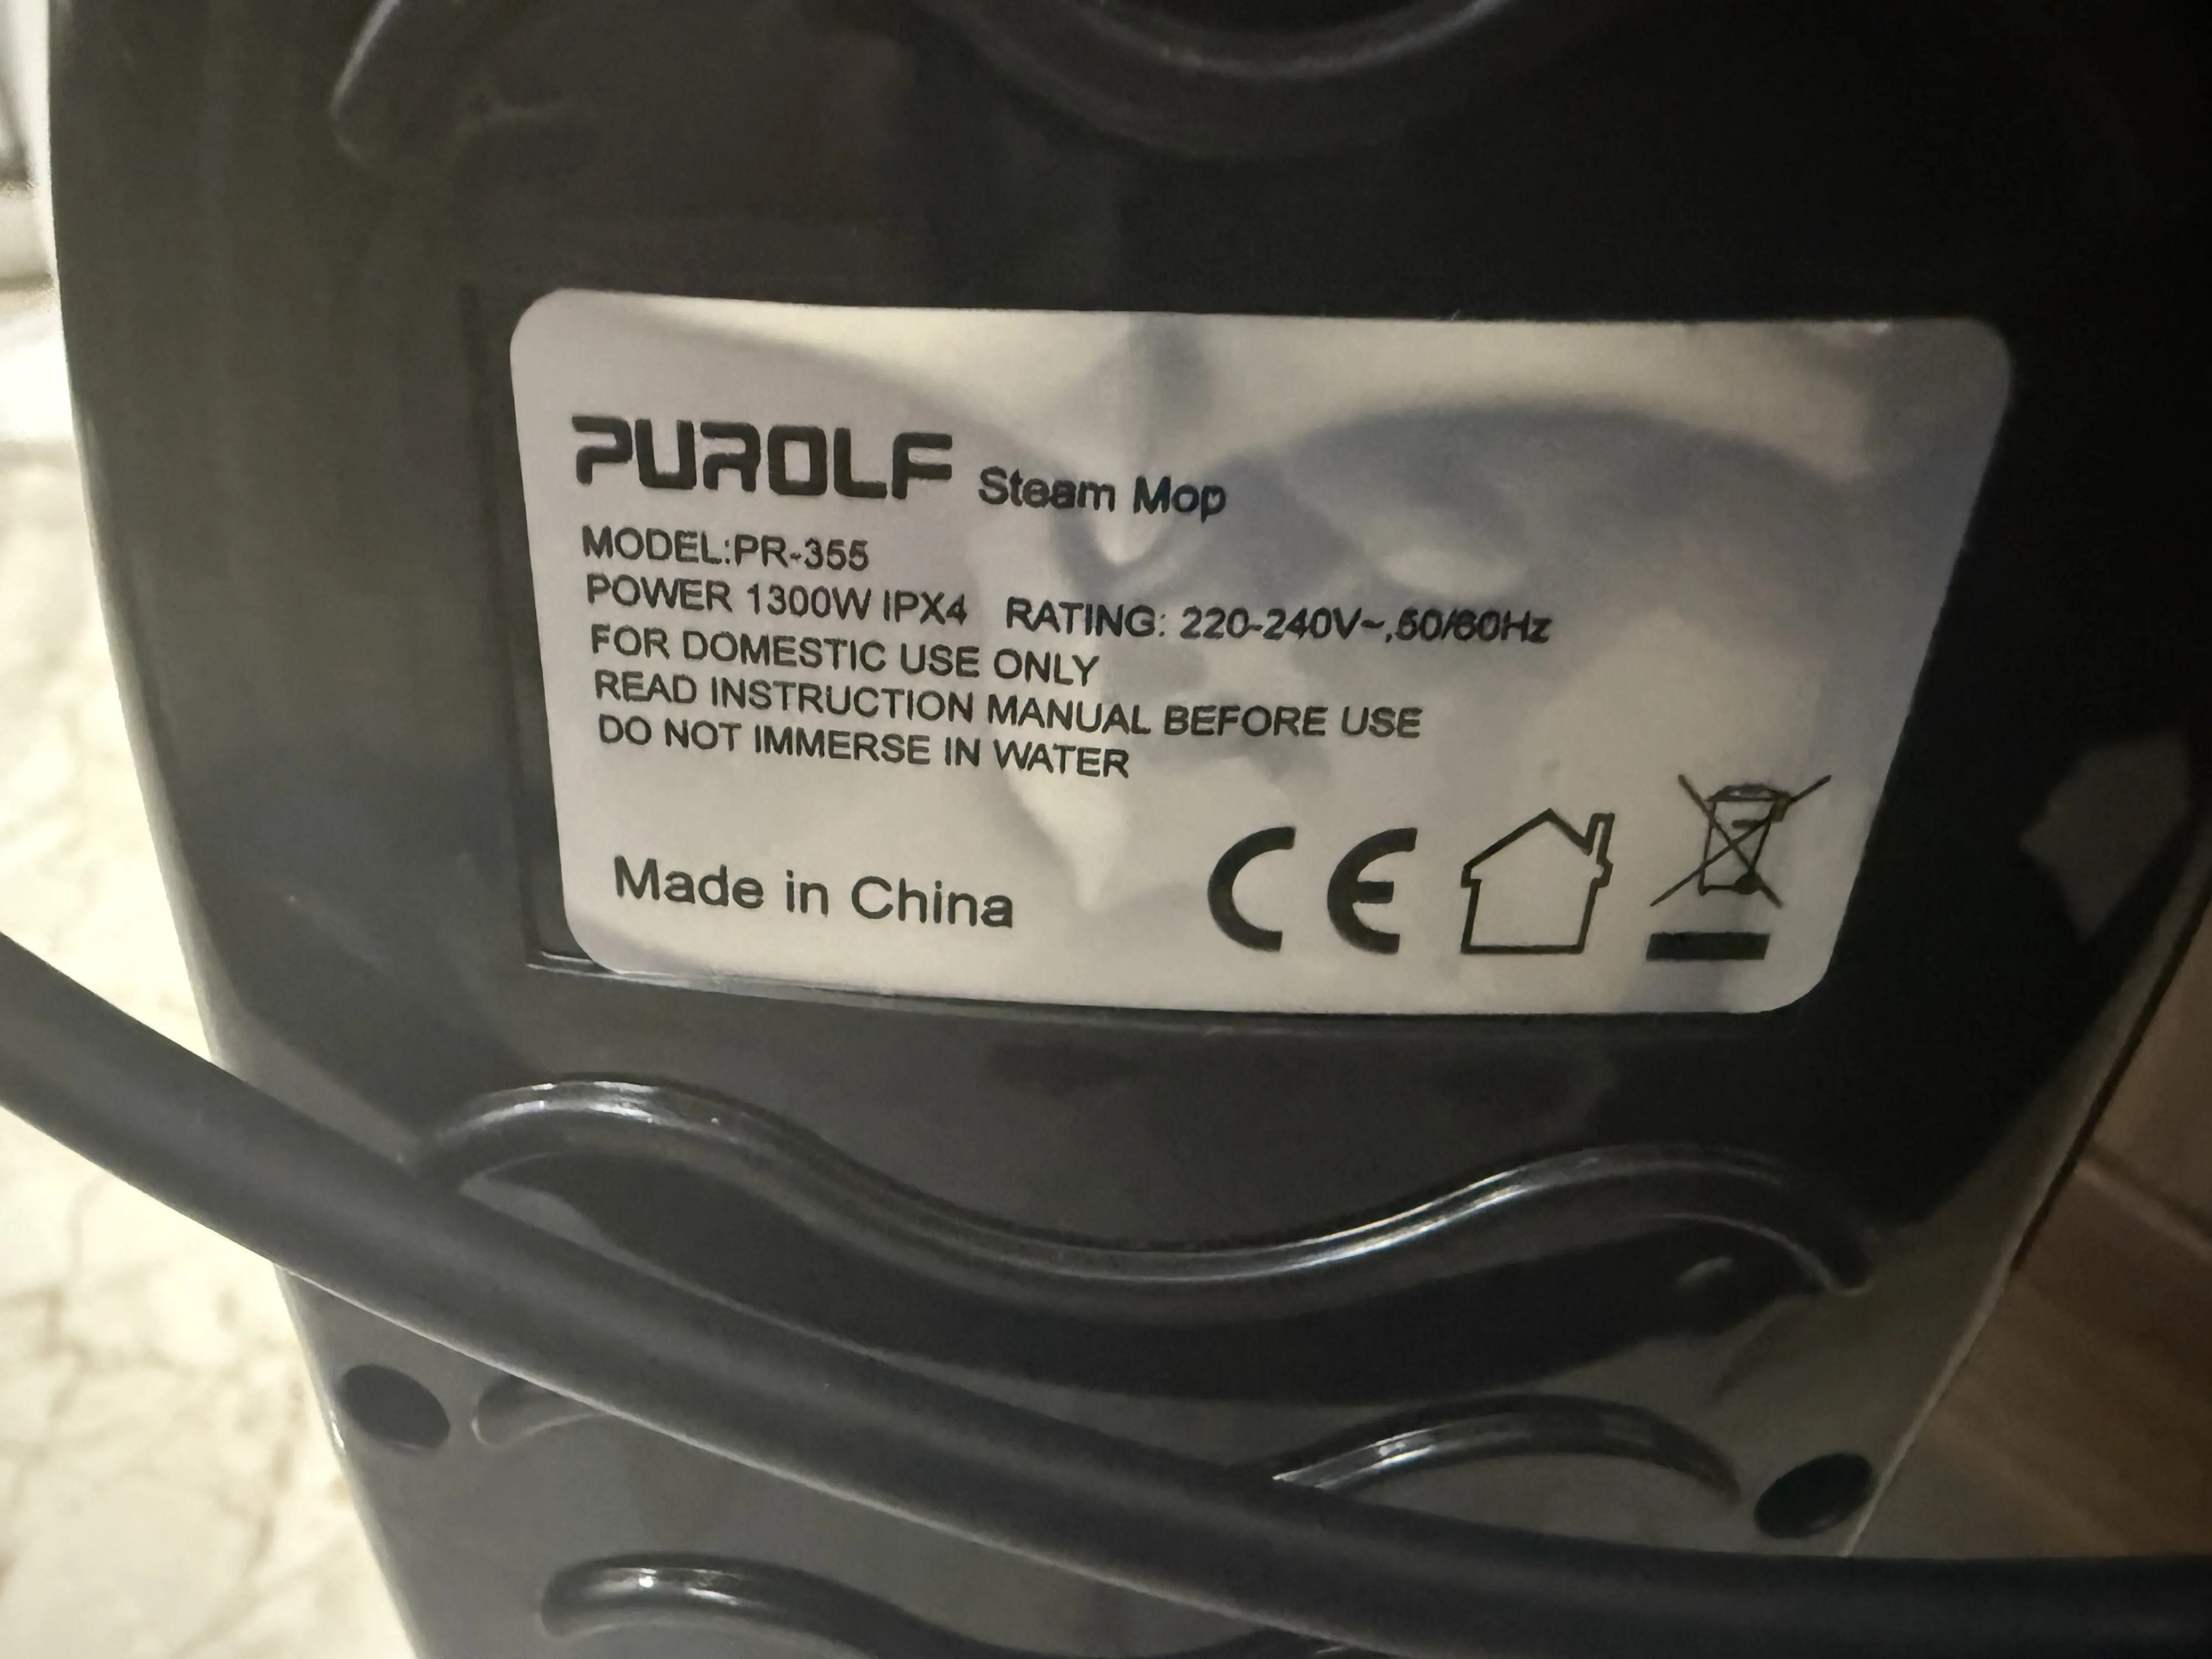 PUROLF Steam Mop
MODEL:PR-355
POWER 1300W IPX4 RATING: 220-240V~,50/60Hz
FOR DOMESTIC USE ONLY
READ INSTRUCTION MANUAL BEFORE USE
DO NOT IMMERSE IN WATER
Made in China CE